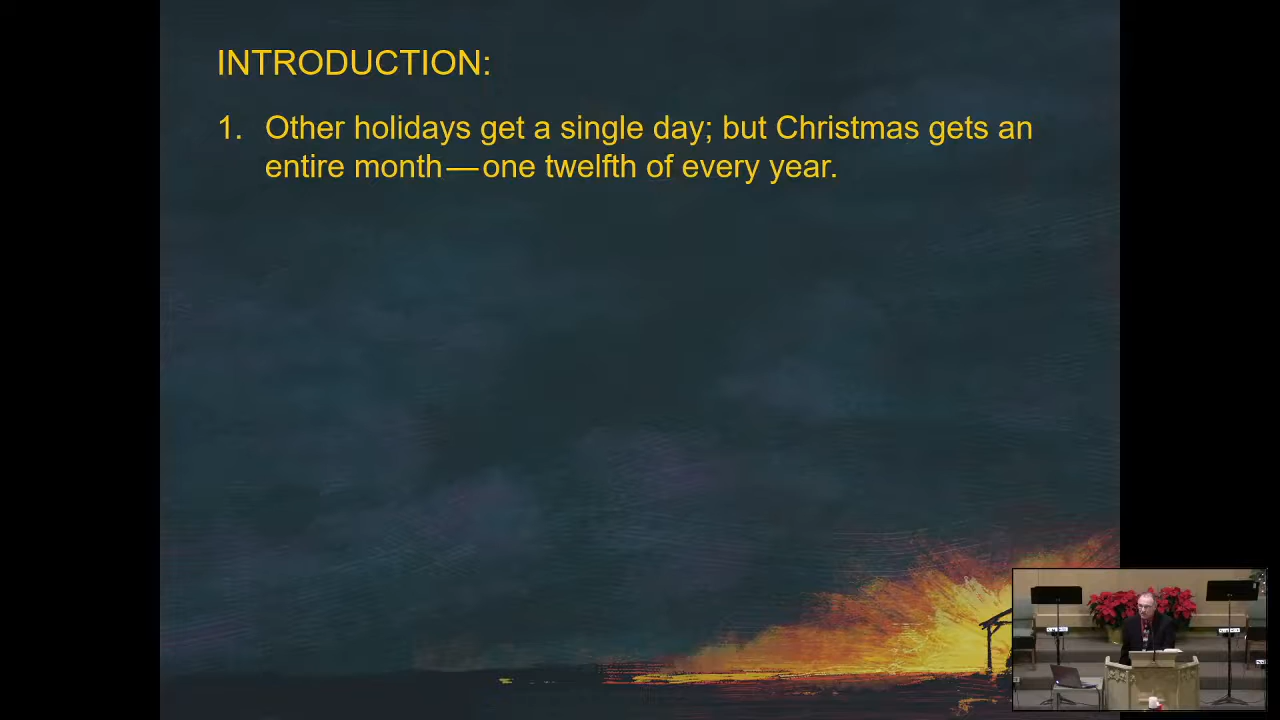 INTRODUCTION:
1. Other holidays get a single day; but Christmas gets an
entire month—one twelfth of every year.